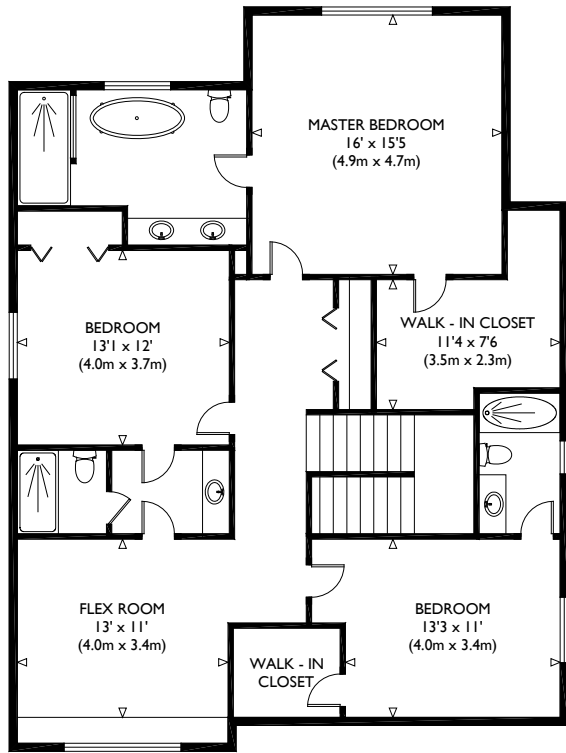 MASTER BEDROOM
16' x 15'5
(4.9m x 4.7m)
BEDROOM
13'1 x 12'
(4.0m x 3.7m)
WALK - IN CLOSET
11'4 x 7'6
(3.5m x 2.3m)
FLEX ROOM
13' x 11'
(4.0m x 3.4m)
BEDROOM
13'3 x 11'
(4.0m x 3.4m)
WALK - IN
CLOSET